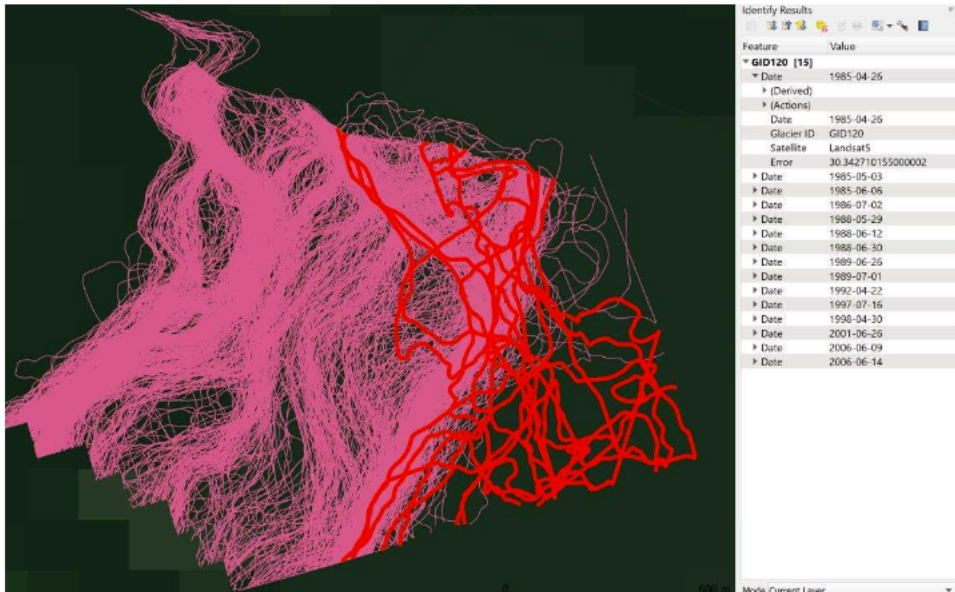 Identify Results
Feature Value
GID120 [15]
Date 1985-04-26
(Derived)
(Actions)
Date 1985-04-26
Glacier ID GID120
Satellite Landsat5
Error 30.342710155000002
Date 1985-05-03
Date 1985-06-06
Date 1986-07-02
Date 1988-05-29
Date 1988-06-12
Date 1988-06-30
Date 1989-06-26
Date 1989-07-01
Date 1992-04-22
Date 1997-07-16
Date 1998-04-30
Date 2001-06-26
Date 2006-06-09
Date 2006-06-14
0
Mode Current Layer